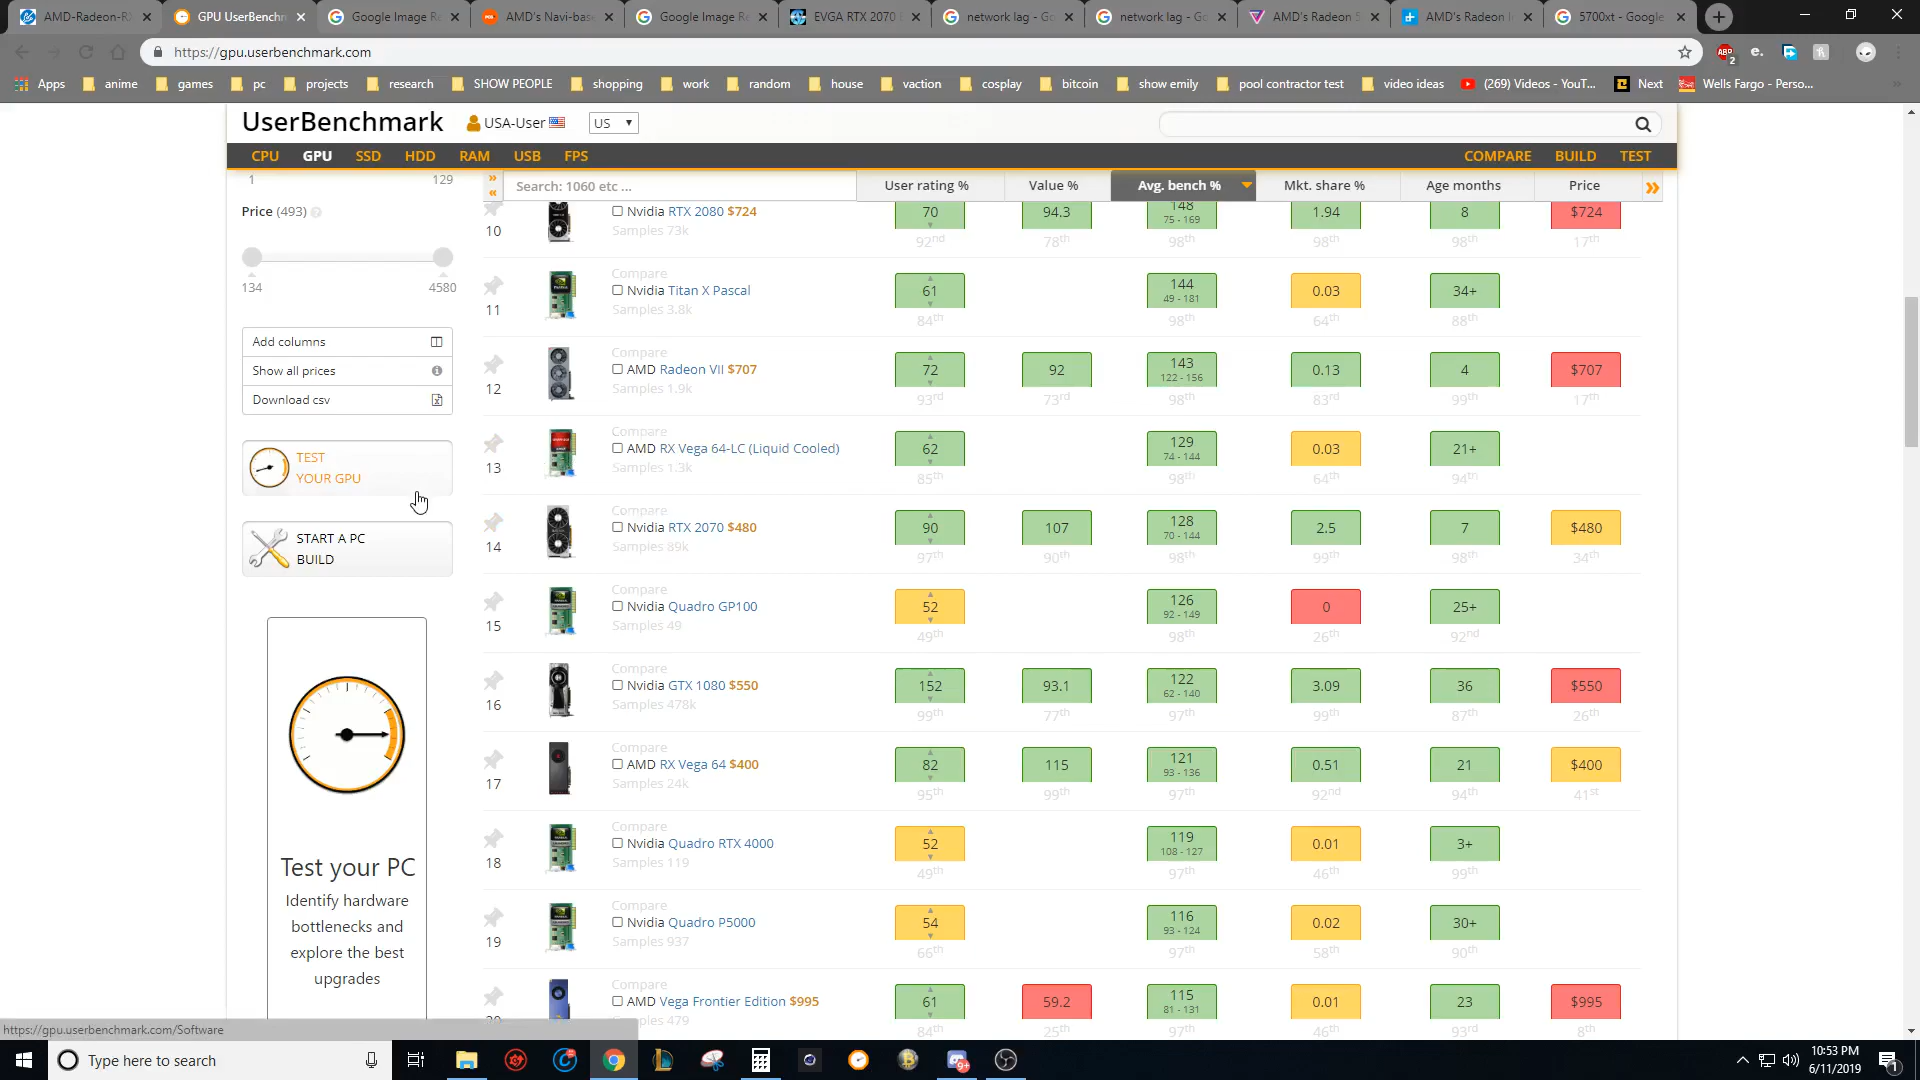 AMD-Radeon-RX
GPU UserBenchm
Google Image Re
AMD's Navi-bas
Google Image Re
EVGA RTX 2070
network lag - Go
network lag - Go
AMD's Radeon
AMD's Radeon
5700xt - Google
https://gpu.userbenchmark.com
ABP
2
e.
Apps anime games pc projects research SHOW PEOPLE shopping work random house vaction cosplay bitcoin show emily pool contractor test video ideas (269) Videos - YouT... Next Wells Fargo - Perso... »
UserBenchmark USA-User US
CPU GPU SSD HDD RAM USB FPS COMPARE BUILD TEST
1 129
Price (493) ?
134 4580
Add columns
Show all prices
Download csv
TEST
YOUR GPU
START A PC
BUILD
Test your PC
Identify hardware
bottlenecks and
explore the best
upgrades
Search: 1060 etc ... User rating % Value % Avg. bench % Mkt. share % Age months Price »
10 Nvidia RTX 2080 $724 70 94.3 148 1.94 8 $724
Samples 73k 92nd 78th 75 - 169 98th 98th 98th 17th
Compare
11 Nvidia Titan X Pascal 61 144 0.03 34+
Samples 3.8k 84th 49 - 181 98th 64th 88th
Compare
12 AMD Radeon VII $707 72 92 143 0.13 4 $707
Samples 1.9k 93rd 73rd 122 - 156 98th 83rd 99th 17th
Compare
13 AMD RX Vega 64-LC (Liquid Cooled) 62 129 0.03 21+
Samples 1.3k 85th 74 - 144 98th 64th 94th
Compare
14 Nvidia RTX 2070 $480 90 107 128 2.5 7 $480
Samples 89k 97th 90th 70 - 144 98th 99th 98th 34th
Compare
15 Nvidia Quadro GP100 52 126 0 25+
Samples 49 49th 92 - 149 98th 26th 92nd
Compare
16 Nvidia GTX 1080 $550 152 93.1 122 3.09 36 $550
Samples 478k 99th 77th 62 - 140 97th 99th 87th 26th
Compare
17 AMD RX Vega 64 $400 82 115 121 0.51 21 $400
Samples 24k 95th 99th 93 - 136 97th 92nd 94th 41st
Compare
18 Nvidia Quadro RTX 4000 52 119 0.01 3+
Samples 119 49th 108 - 127 97th 46th 99th
Compare
19 Nvidia Quadro P5000 54 116 0.02 30+
Samples 937 66th 93 - 124 97th 58th 90th
Compare
20 AMD Vega Frontier Edition $995 61 59.2 115 0.01 23 $995
Samples 479 84th 25th 81 - 131 97th 46th 93rd 8th
https://gpu.userbenchmark.com/Software
Type here to search
9+
10:53 PM
6/11/2019
1